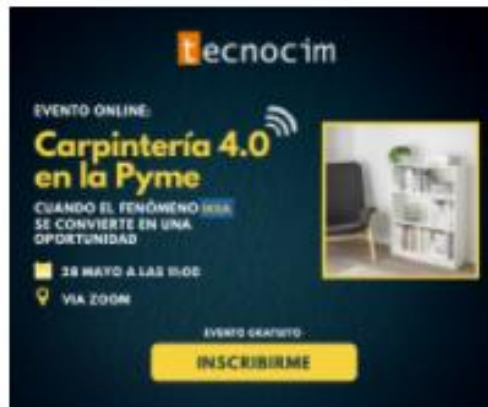 tecnocim
EVENTO ONLINE:
Carpintería 4.0
en la Pyme
CUANDO EL FENÓMENO IKEA
SE CONVIERTE EN UNA
OPORTUNIDAD
28 MAYO A LAS 11:00
VIA ZOOM
EVENTO GRATUITO
INSCRIBIRME